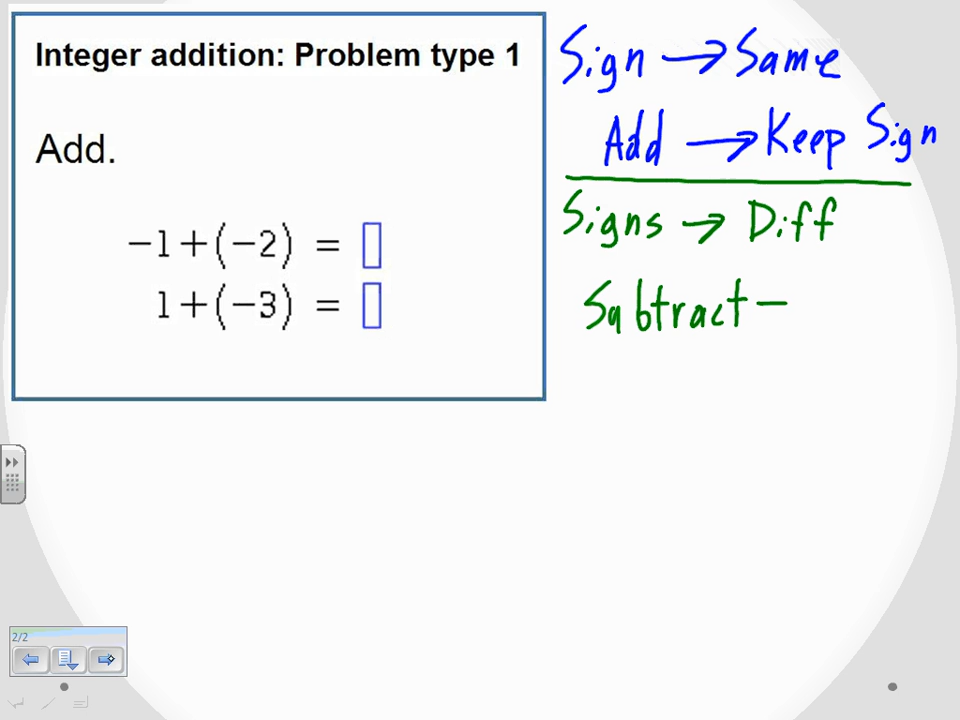 Integer addition: Problem type 1
Add.
−1+(−2) = 
1+(−3) = 
Sign → Same
Add → Keep Sign
Signs → Diff
Subtract −
2/2